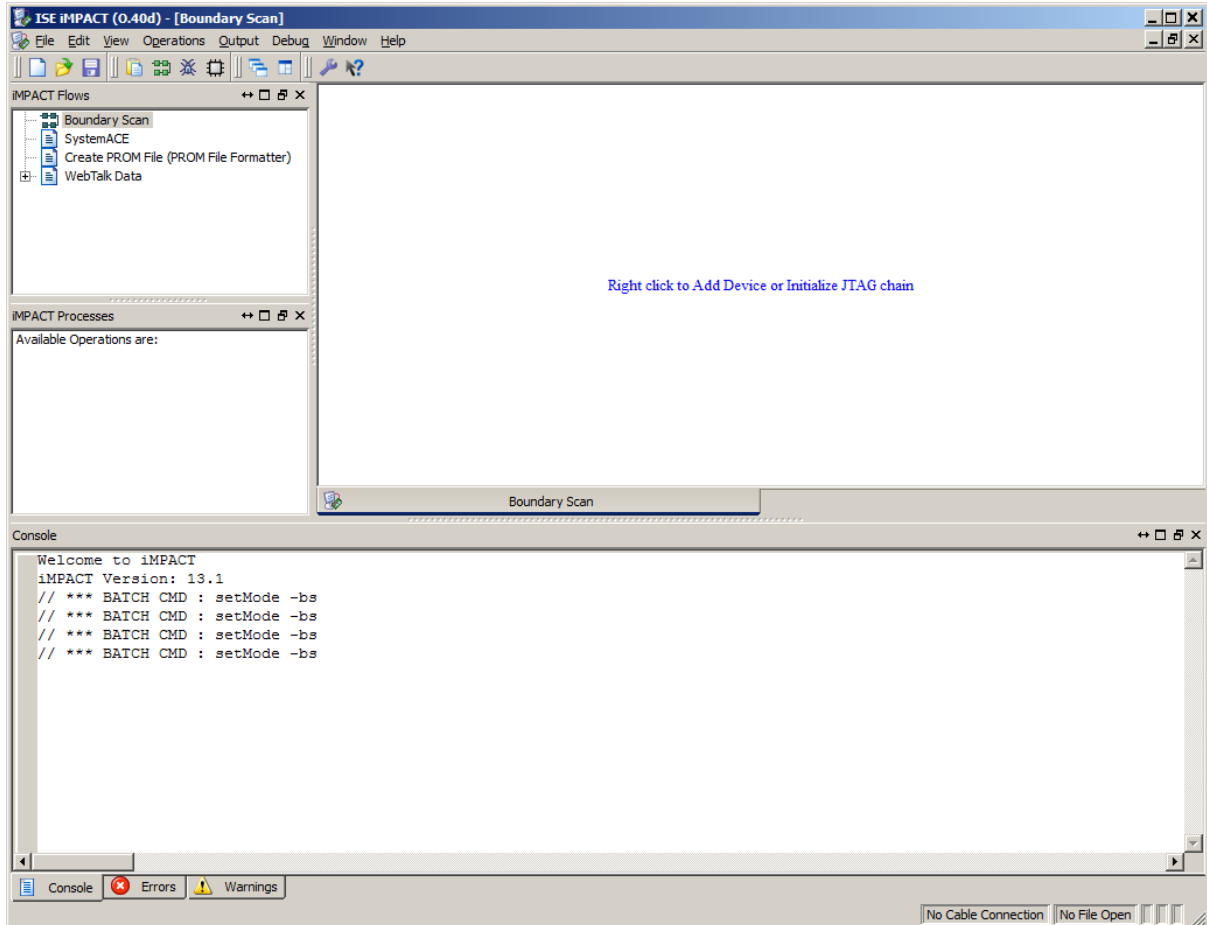 ISE iMPACT (O.40d) - [Boundary Scan]
File Edit View Operations Output Debug Window Help
iMPACT Flows
Boundary Scan
SystemACE
Create PROM File (PROM File Formatter)
WebTalk Data
Right click to Add Device or Initialize JTAG chain
iMPACT Processes
Available Operations are:
Boundary Scan
Console
Welcome to iMPACT
iMPACT Version: 13.1
// *** BATCH CMD : setMode -bs
// *** BATCH CMD : setMode -bs
// *** BATCH CMD : setMode -bs
// *** BATCH CMD : setMode -bs
Console Errors Warnings
No Cable Connection No File Open